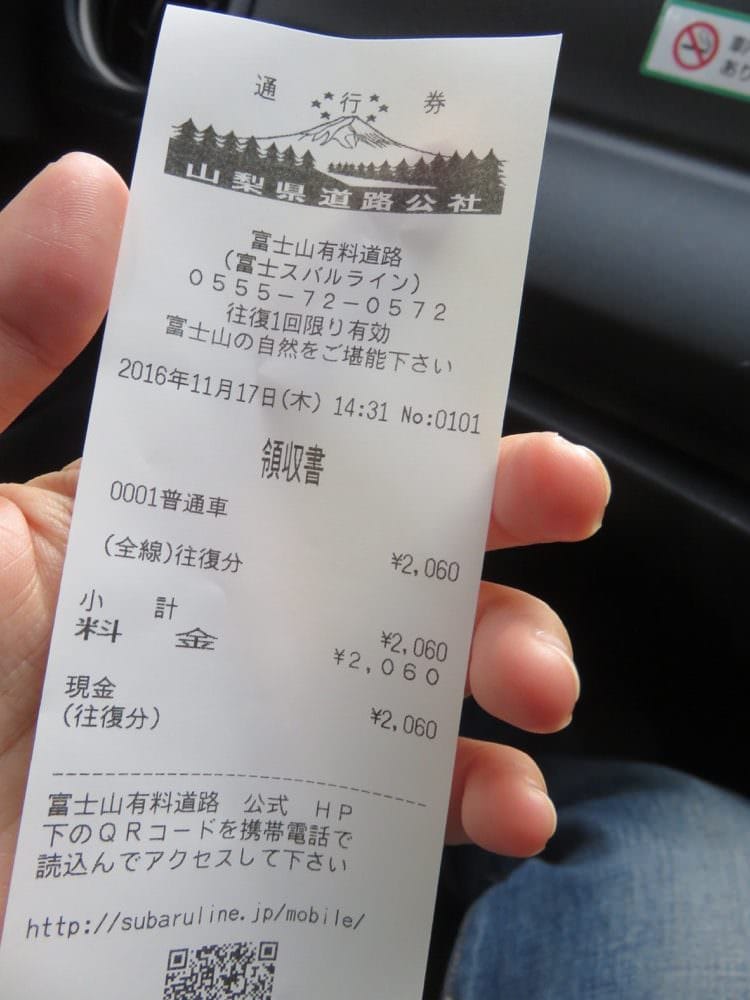 通行券
山梨県道路公社
富士山有料道路
(富士スバルライン)
0555-72-0572
往復1回限り有効
富士山の自然をご堪能下さい
2016年11月17日(木) 14:31 No:0101
領収書
0001普通車
(全線)往復分 ¥2,060
小計 ¥2,060
料金 ¥2,060
現金
(往復分) ¥2,060
富士山有料道路 公式 HP
下のQRコードを携帯電話で
読込んでアクセスして下さい
http://subaruline.jp/mobile/